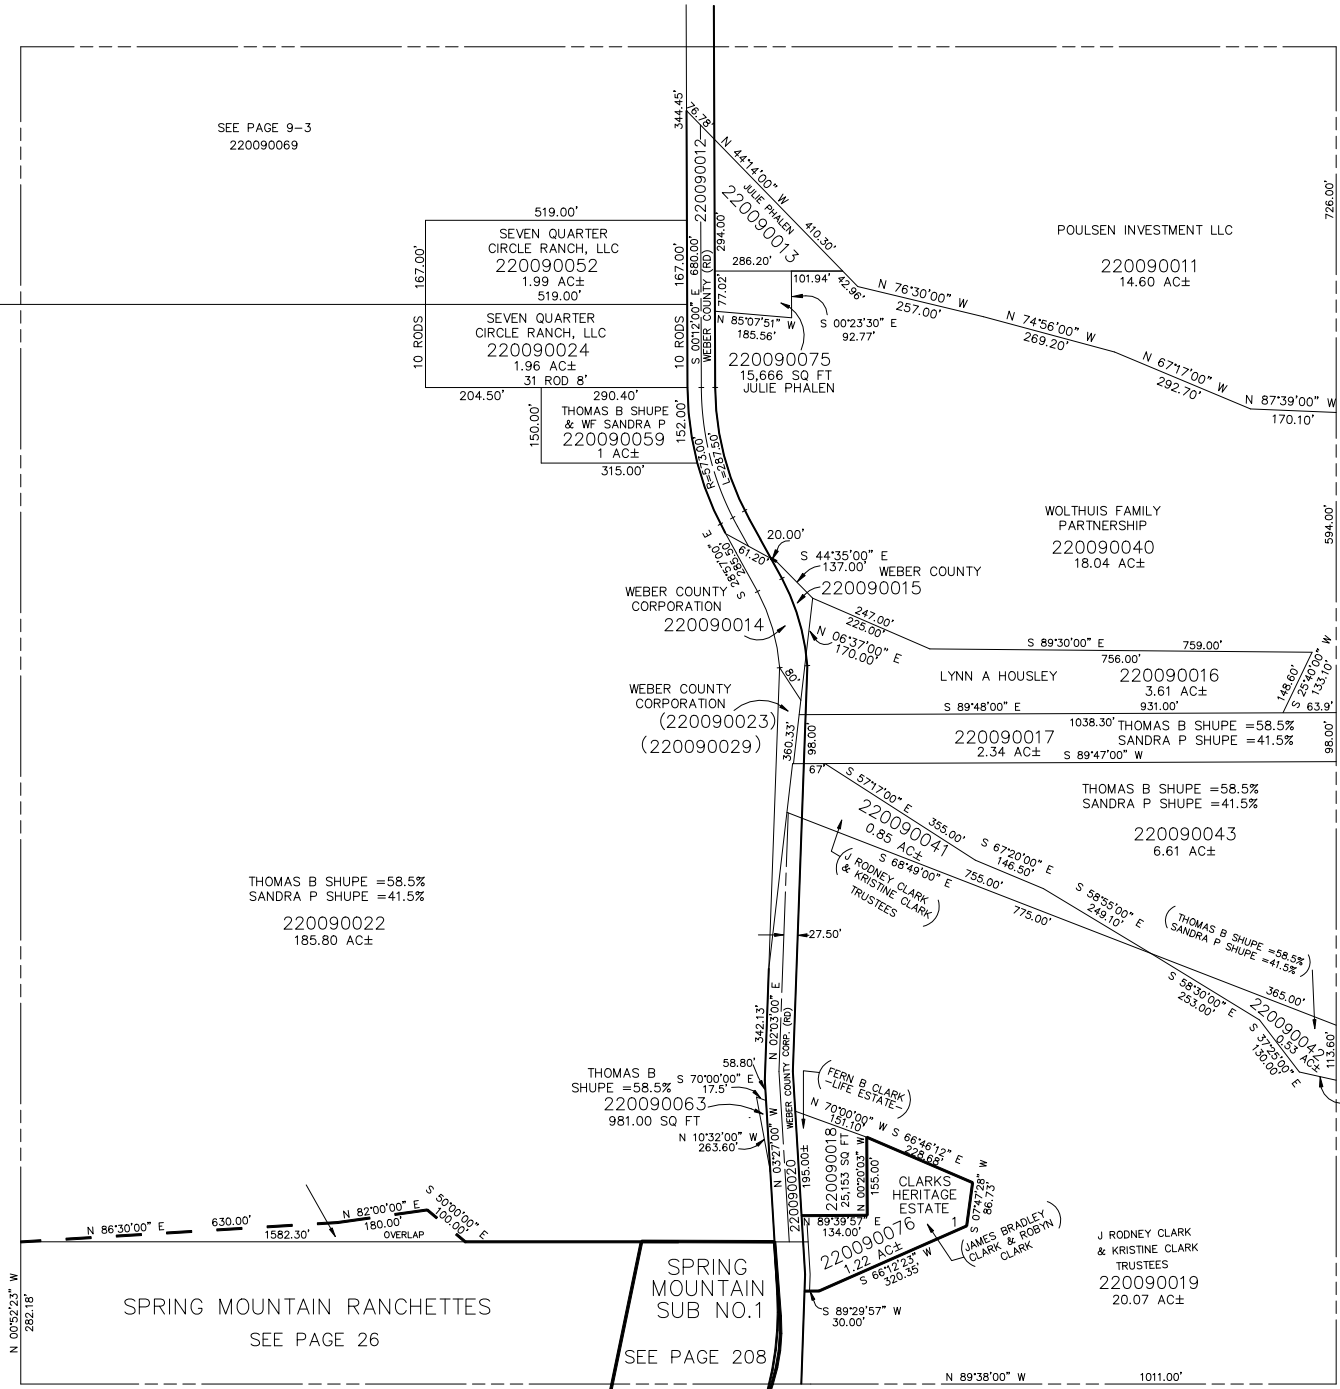 SEE PAGE 9-3
220090069
344.45'
76.78'
N 44°14'00" W
410.30'
220090012
JULIE PHALEN
220090013
294.00'
680.00'
S 00°12'00" E
WEBER COUNTY (RD)
286.20'
101.94'
42.96'
77.02'
N 85°07'51" W
185.56'
S 00°23'30" E
92.77'
220090075
15,666 SQ FT
JULIE PHALEN
POULSEN INVESTMENT LLC
220090011
14.60 AC±
726.00'
N 76°30'00" W
257.00'
N 74°56'00" W
269.20'
N 67°17'00" W
292.70'
N 87°39'00" W
170.10'
519.00'
SEVEN QUARTER
CIRCLE RANCH, LLC
220090052
1.99 AC±
519.00'
167.00'
167.00'
SEVEN QUARTER
CIRCLE RANCH, LLC
220090024
1.96 AC±
31 ROD 8'
10 RODS
10 RODS
204.50'
290.40'
THOMAS B SHUPE
& WF SANDRA P
220090059
1 AC±
150.00'
152.00'
315.00'
R=573.00'
L=287.50'
WOLTHUIS FAMILY
PARTNERSHIP
220090040
18.04 AC±
594.00'
20.00'
61.20'
S 28°57'00" E
285.50'
S 44°35'00" E
137.00'
WEBER COUNTY
220090015
WEBER COUNTY
CORPORATION
220090014
247.00'
225.00'
N 06°37'00" E
170.00'
80'
S 89°30'00" E
759.00'
756.00'
LYNN A HOUSLEY
220090016
3.61 AC±
148.60'
S 25°40'00" W
133.10'
WEBER COUNTY
CORPORATION
(220090023)
(220090029)
360.33'
98.00'
S 89°48'00" E
931.00'
63.9'
1038.30'
THOMAS B SHUPE =58.5%
SANDRA P SHUPE =41.5%
220090017
2.34 AC±
S 89°47'00" W
98.00'
67'
S 57°17'00" E
355.00'
220090041
0.85 AC±
THOMAS B SHUPE =58.5%
SANDRA P SHUPE =41.5%
220090043
6.61 AC±
S 67°20'00" E
146.50'
S 68°49'00" E
755.00'
775.00'
J RODNEY CLARK
& KRISTINE CLARK
TRUSTEES
S 58°55'00" E
249.10'
THOMAS B SHUPE =58.5%
SANDRA P SHUPE =41.5%
S 58°30'00" E
253.00'
365.00'
220090042
0.53 AC±
S 37°25'00" E
130.00'
113.60'
THOMAS B SHUPE =58.5%
SANDRA P SHUPE =41.5%
220090022
185.80 AC±
27.50'
342.13'
N 02°03'00" E
WEBER COUNTY CORP. (RD)
58.80'
THOMAS B
SHUPE =58.5%
220090063
981.00 SQ FT
S 70°00'00" E
17.5'
N 10°32'00" W
263.60'
N 03°27'00" W
220090020
FERN B CLARK
-LIFE ESTATE-
N 70°00'00" W
151.10'
195.00±
220090018
25,153 SQ FT
N 00°20'03" W
155.00'
S 66°46'12" E
228.68'
S 07°47'28" W
86.73'
CLARKS
HERITAGE
ESTATE
1
N 89°39'57" E
134.00'
220090076
1.22 AC±
S 66°12'23" W
320.35'
JAMES BRADLEY
CLARK & ROBYN
CLARK
S 89°29'57" W
30.00'
J RODNEY CLARK
& KRISTINE CLARK
TRUSTEES
220090019
20.07 AC±
N 86°30'00" E
630.00'
N 82°00'00" E
180.00'
S 50°00'00" E
100.00'
1582.30'
OVERLAP
N 00°52'23" W
282.18'
SPRING MOUNTAIN RANCHETTES
SEE PAGE 26
SPRING
MOUNTAIN
SUB NO.1
SEE PAGE 208
N 89°38'00" W
1011.00'